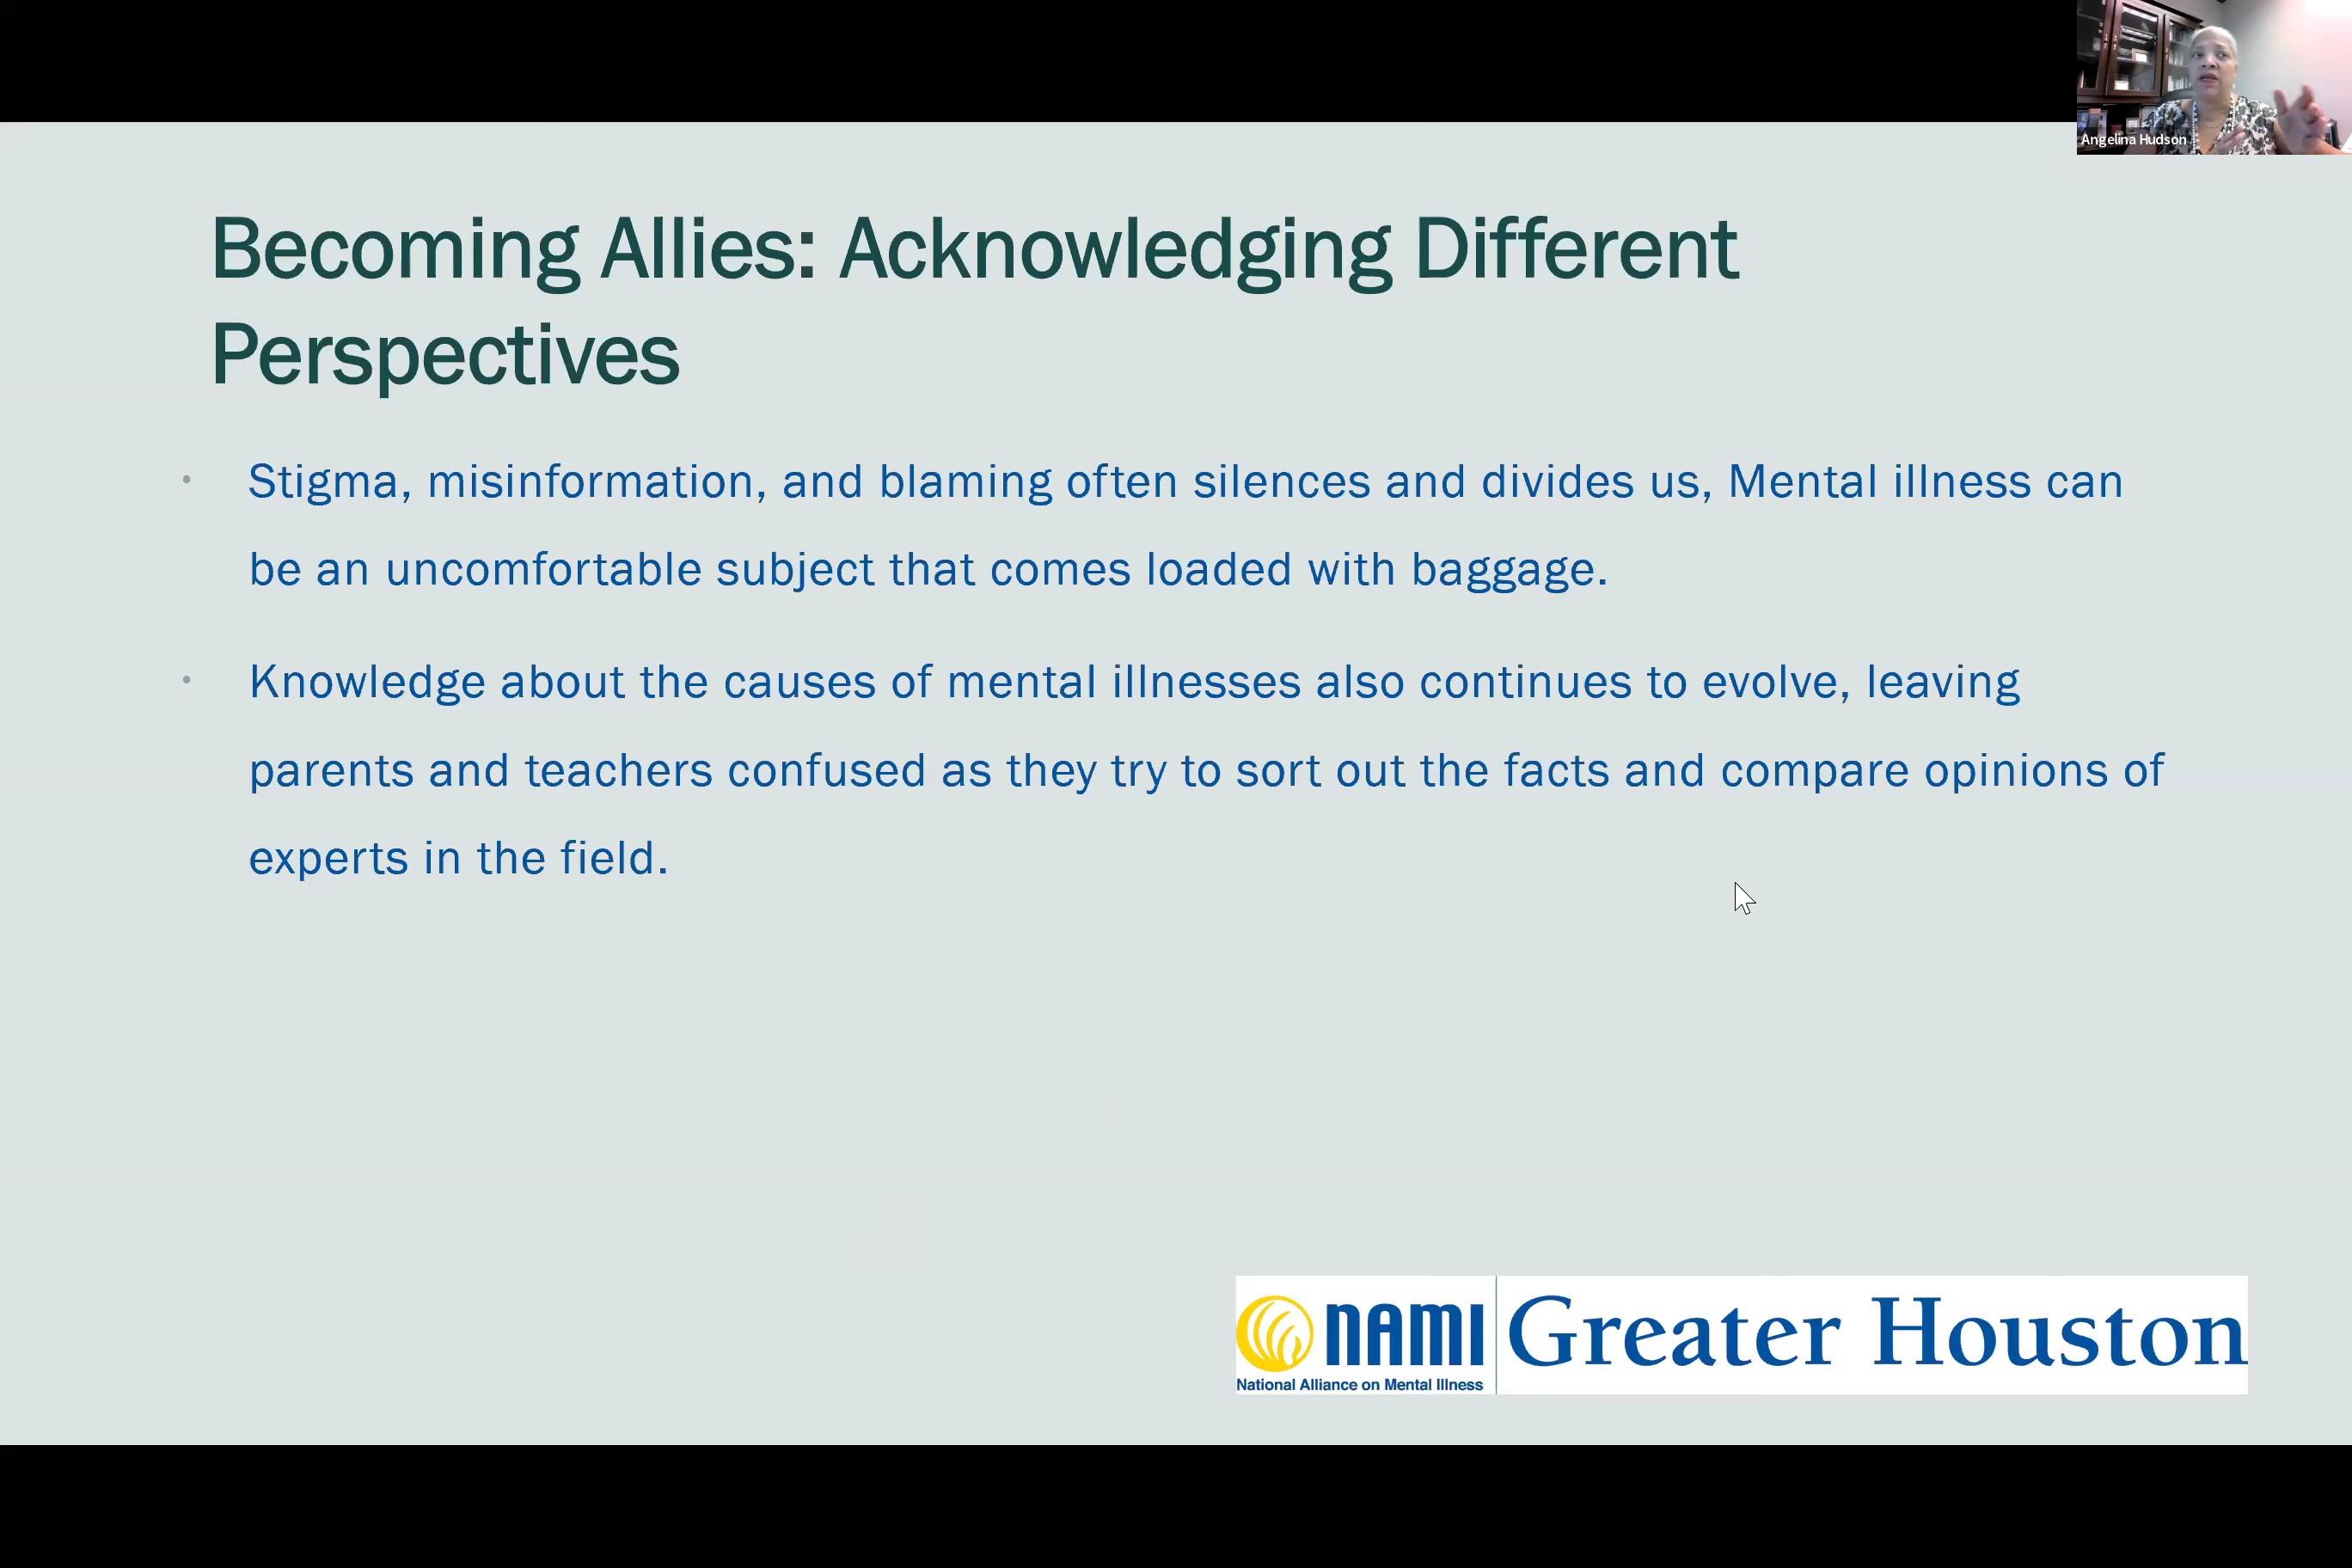 Angelina Hudson
Becoming Allies: Acknowledging Different
Perspectives
• Stigma, misinformation, and blaming often silences and divides us, Mental illness can
be an uncomfortable subject that comes loaded with baggage.
• Knowledge about the causes of mental illnesses also continues to evolve, leaving
parents and teachers confused as they try to sort out the facts and compare opinions of
experts in the field.
NAMI Greater Houston
National Alliance on Mental Illness